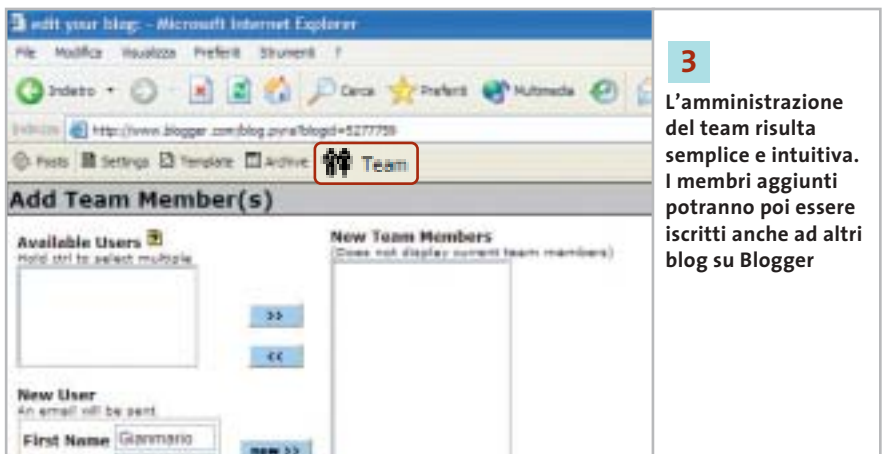 edit your blog: - Microsoft Internet Explorer
File Modifica Visualizza Preferiti Strumenti ?
Indietro Cerca Preferiti Multimedia
Indirizzo http://www.blogger.com/blog.pyra?blogid=5277759
Posts Settings Template Archive Team
Add Team Member(s)
Available Users
Hold ctrl to select multiple
New Team Members
(Does not display current team members)
>>
<<
New User
An email will be sent
First Name Gianmario
new >>
3
L'amministrazione
del team risulta
semplice e intuitiva.
I membri aggiunti
potranno poi essere
iscritti anche ad altri
blog su Blogger